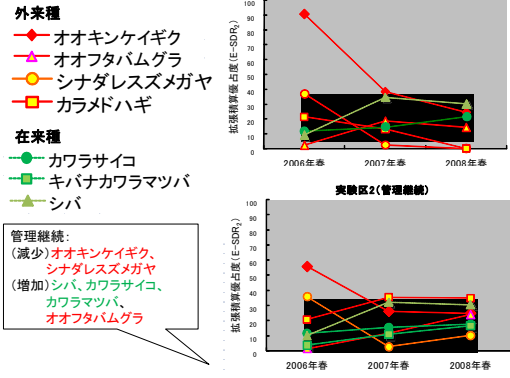 外来種
オオキンケイギク
オオフタバムグラ
シナダレスズメガヤ
カラメドハギ
在来種
カワラサイコ
キバナカワラマツバ
シバ
管理継続：
（減少）オオキンケイギク、
シナダレスズメガヤ
（増加）シバ、カワラサイコ、
カワラマツバ、
オオフタバムグラ
拡張積算優占度（E-SDR2）
100
90
80
70
60
50
40
30
20
10
0
2006年春
2007年春
2008年春
実験区2（管理継続）
拡張積算優占度（E-SDR2）
100
90
80
70
60
50
40
30
20
10
0
2006年春
2007年春
2008年春